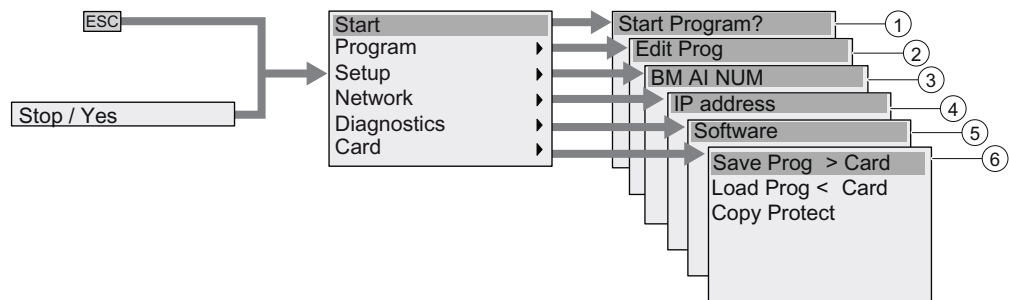 ESC
Stop / Yes
Start
Program
Setup
Network
Diagnostics
Card
Start Program?
1
Edit Prog
2
BM AI NUM
3
IP address
4
Software
5
Save Prog > Card
6
Load Prog < Card
Copy Protect